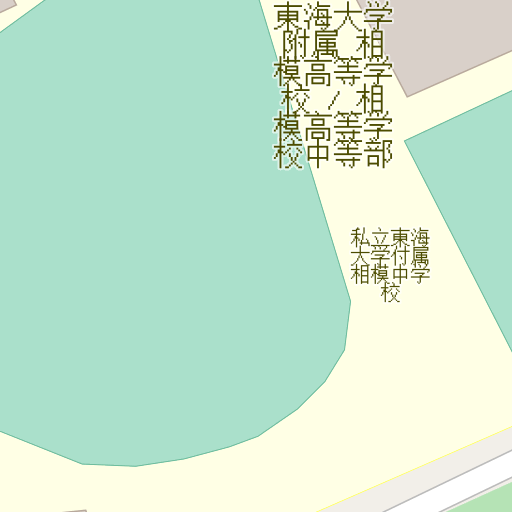 東海大学
附属 相
模高等学
校 / 相
模高等学
校中等部
私立東海
大学付属
相模中学
校